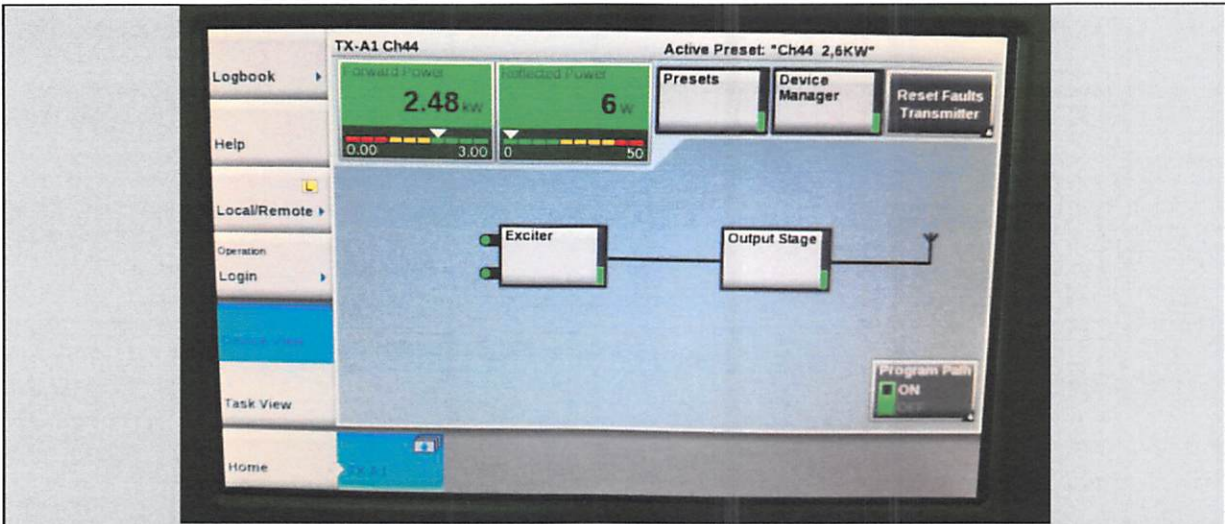 TX-A1 Ch44
Active Preset: "Ch44 2,6KW"
Logbook
Help
L
Local/Remote
Operation
Login
Device View
Task View
Home
Forward Power
2.48 kW
0.00 3.00
Reflected Power
6 W
0 50
Presets
Device
Manager
Reset Faults
Transmitter
Exciter
Output Stage
Program Path
ON
OFF
TX-A1